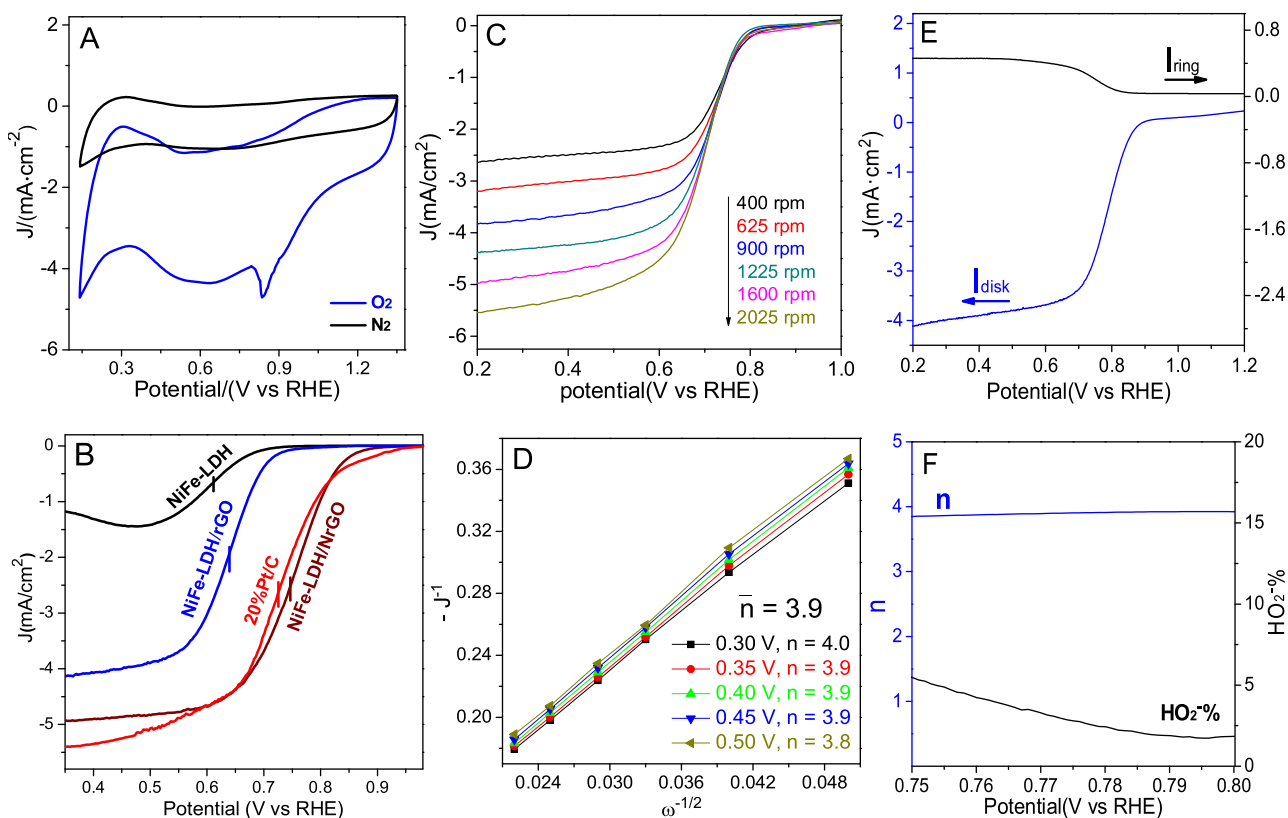 A
J/(mA·cm-2)
2
0
-2
-4
-6
O2
N2
0.3
0.6
0.9
1.2
Potential/(V vs RHE)
C
J(mA/cm2)
0
-1
-2
-3
-4
-5
-6
400 rpm
625 rpm
900 rpm
1225 rpm
1600 rpm
2025 rpm
0.2
0.4
0.6
0.8
1.0
potential(V vs RHE)
E
J(mA·cm2)
2
1
0
-1
-2
-3
-4
Iring
Idisk
0.8
0.0
-0.8
-1.6
-2.4
0.2
0.4
0.6
0.8
1.0
1.2
Potential(V vs RHE)
B
J(mA/cm2)
0
-1
-2
-3
-4
-5
NiFe-LDH
NiFe-LDH/rGO
20%Pt/C
NiFe-LDH/NrGO
0.4
0.5
0.6
0.7
0.8
0.9
Potential (V vs RHE)
D
- J-1
0.36
0.32
0.28
0.24
0.20
n = 3.9
0.30 V, n = 4.0
0.35 V, n = 3.9
0.40 V, n = 3.9
0.45 V, n = 3.9
0.50 V, n = 3.8
0.024
0.030
0.036
0.042
0.048
ω-1/2
F
n
5
4
3
2
1
n
HO2-%
20
15
10
5
0
HO2-%
0.75
0.76
0.77
0.78
0.79
0.80
Potential(V vs RHE)